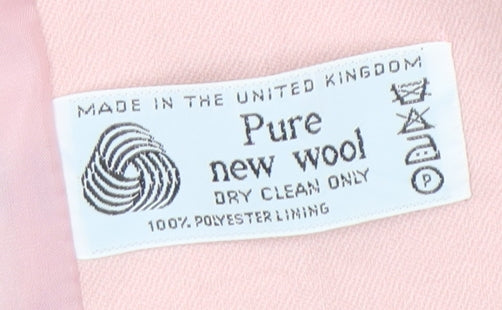 MADE IN THE UNITED KINGDOM
Pure
new wool
DRY CLEAN ONLY
100% POLYESTER LINING
P